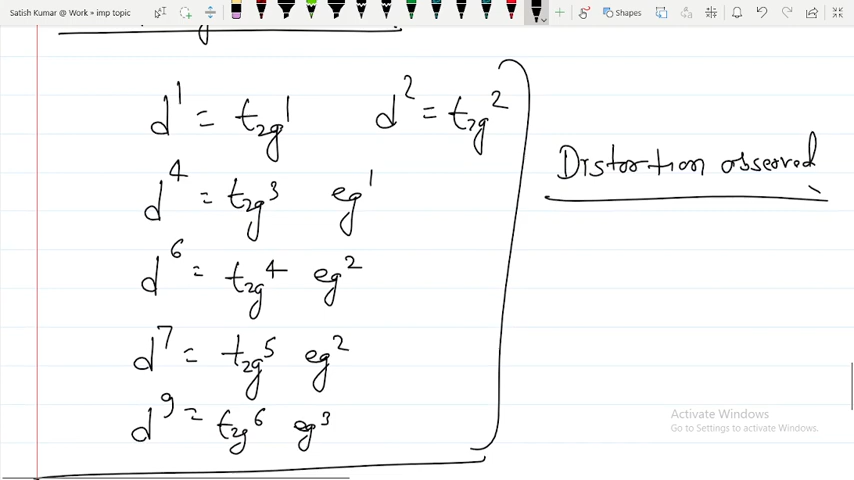 Satish Kumar @ Work » imp topic
Shapes
d¹ = t₂g¹ d² = t₂g²
d⁴ = t₂g³ eg¹
d⁶ = t₂g⁴ eg²
d⁷ = t₂g⁵ eg²
d⁹ = t₂g⁶ eg³
Distortion observed
Activate Windows
Go to Settings to activate Windows.